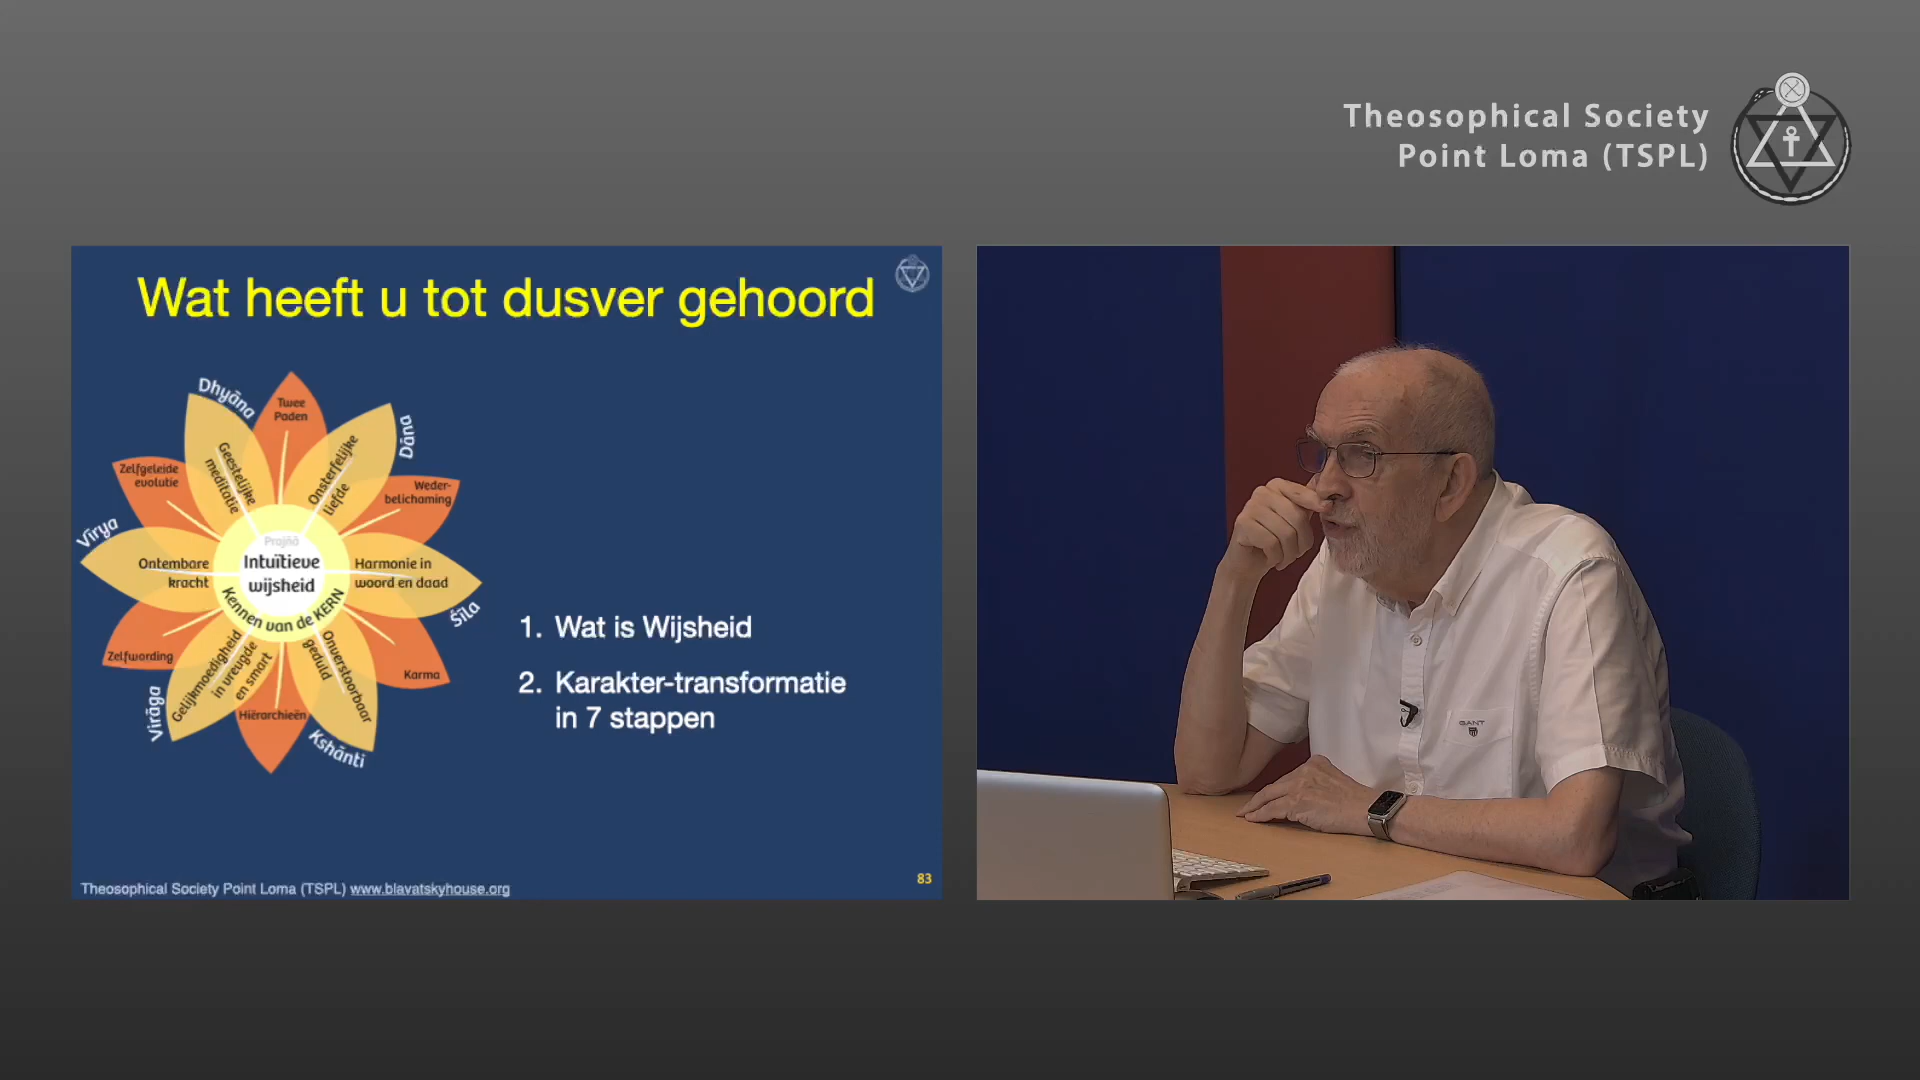 Theosophical Society
Point Loma (TSPL)
Wat heeft u tot dusver gehoord
Dhyāna
Twee
Paden
Dāna
Geestelijke
meditatie
Onsterfelijke
liefde
Zelfgeleide
evolutie
Weder-
belichaming
Vīrya
Prajñā
Intuïtieve
wijsheid
Kennen van de KERN
Ontembare
kracht
Harmonie in
woord en daad
Śīla
Zelfwording
Gelijkmoedigheid
in vreugde
en smart
Onverstoorbaar
geduld
Karma
Virāga
Hiërarchieën
Kshānti
1. Wat is Wijsheid
2. Karakter-transformatie
in 7 stappen
Theosophical Society Point Loma (TSPL) www.blavatskyhouse.org
83
GANT